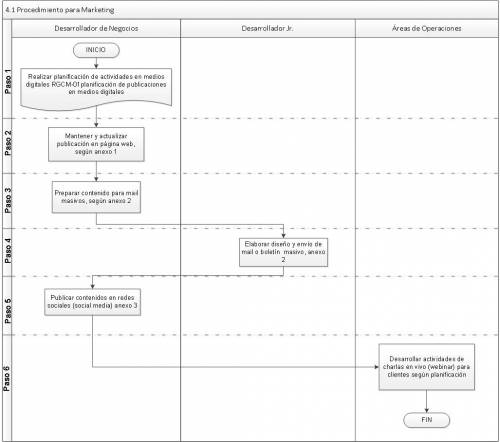 4.1 Procedimiento para Marketing
Desarrollador de Negocios
Desarrollador Jr.
Áreas de Operaciones
Paso 1
INICIO
Realizar planificación de actividades en medios
digitales RGCM-01 planificación de publicaciones
en medios digitales
Paso 2
Mantener y actualizar
publicación en página web,
según anexo 1
Paso 3
Preparar contenido para mail
masivos, según anexo 2
Paso 4
Elaborar diseño y envío de
mail o boletín masivo, anexo
2
Paso 5
Publicar contenidos en redes
sociales (social media) anexo 3
Paso 6
Desarrollar actividades de
charlas en vivo (webinar) para
clientes según planificación
FIN